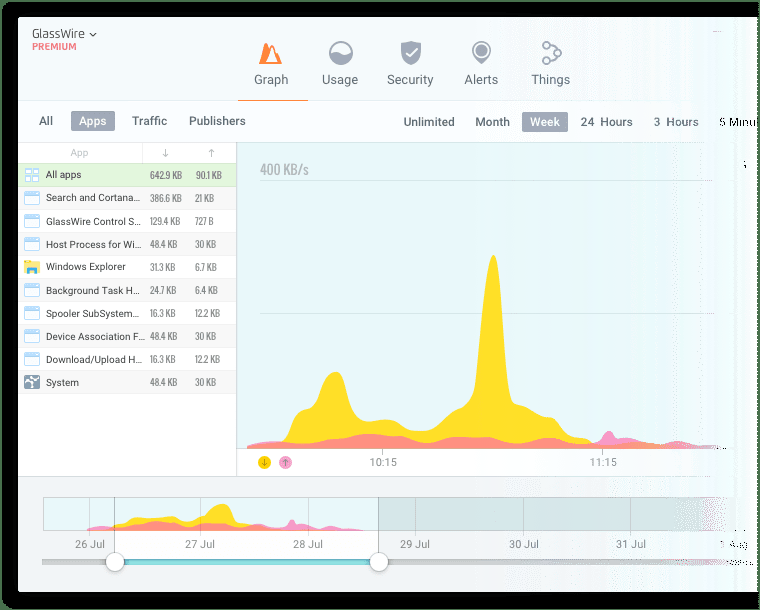 GlassWire
PREMIUM
Graph Usage Security Alerts Things
All Apps Traffic Publishers Unlimited Month Week 24 Hours 3 Hours 5
App ↓ ↑
All apps 642.9 KB 90.1 KB
Search and Cortana... 386.6 KB 21 KB
GlassWire Control S... 129.4 KB 727 B
Host Process for Wi... 48.4 KB 30 KB
Windows Explorer 31.3 KB 6.7 KB
Background Task H... 24.7 KB 6.4 KB
Spooler SubSystem... 16.3 KB 12.2 KB
Device Association F... 48.4 KB 30 KB
Download/Upload H... 16.3 KB 12.2 KB
System 48.4 KB 30 KB
400 KB/s
10:15 11:15
26 Jul 27 Jul 28 Jul 29 Jul 30 Jul 31 Jul Aug